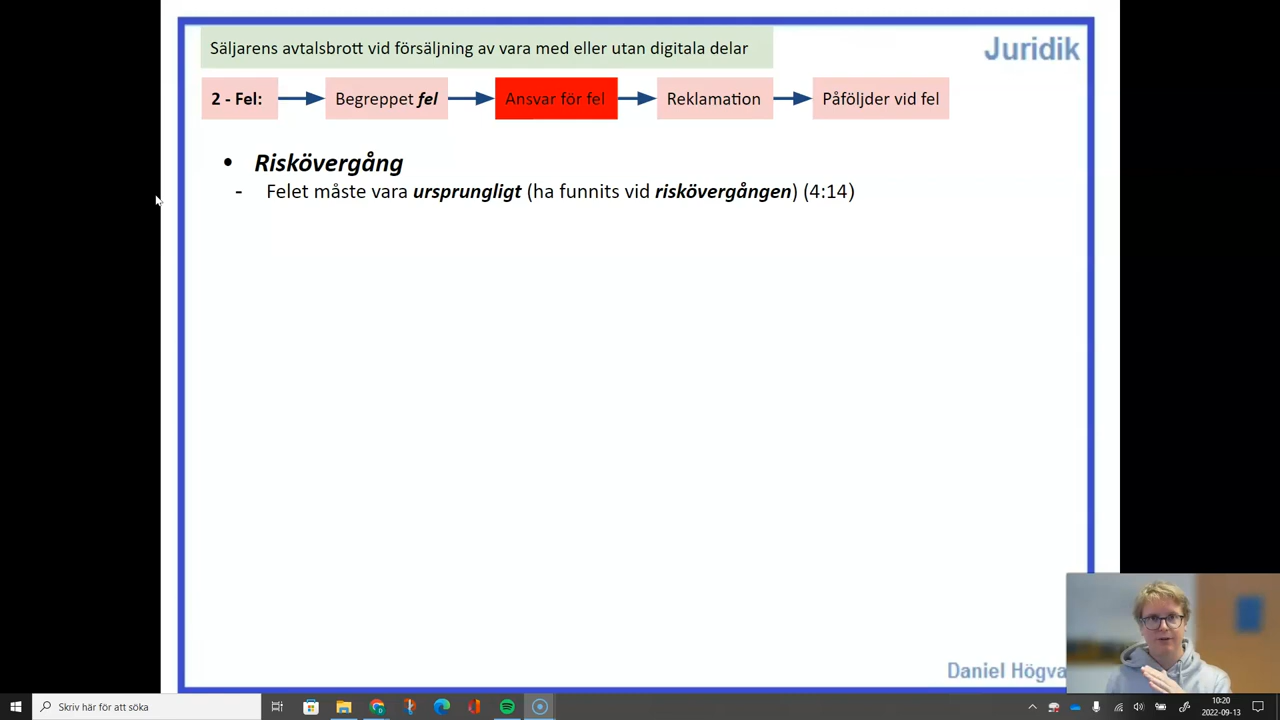 Säljarens avtalsbrott vid försäljning av vara med eller utan digitala delar
Juridik
2 - Fel:
Begreppet fel
Ansvar för fel
Reklamation
Påföljder vid fel
• Riskövergång
- Felet måste vara ursprungligt (ha funnits vid riskövergången) (4:14)
Daniel Högva
Skriv här för att söka
10:20
2022-09-13